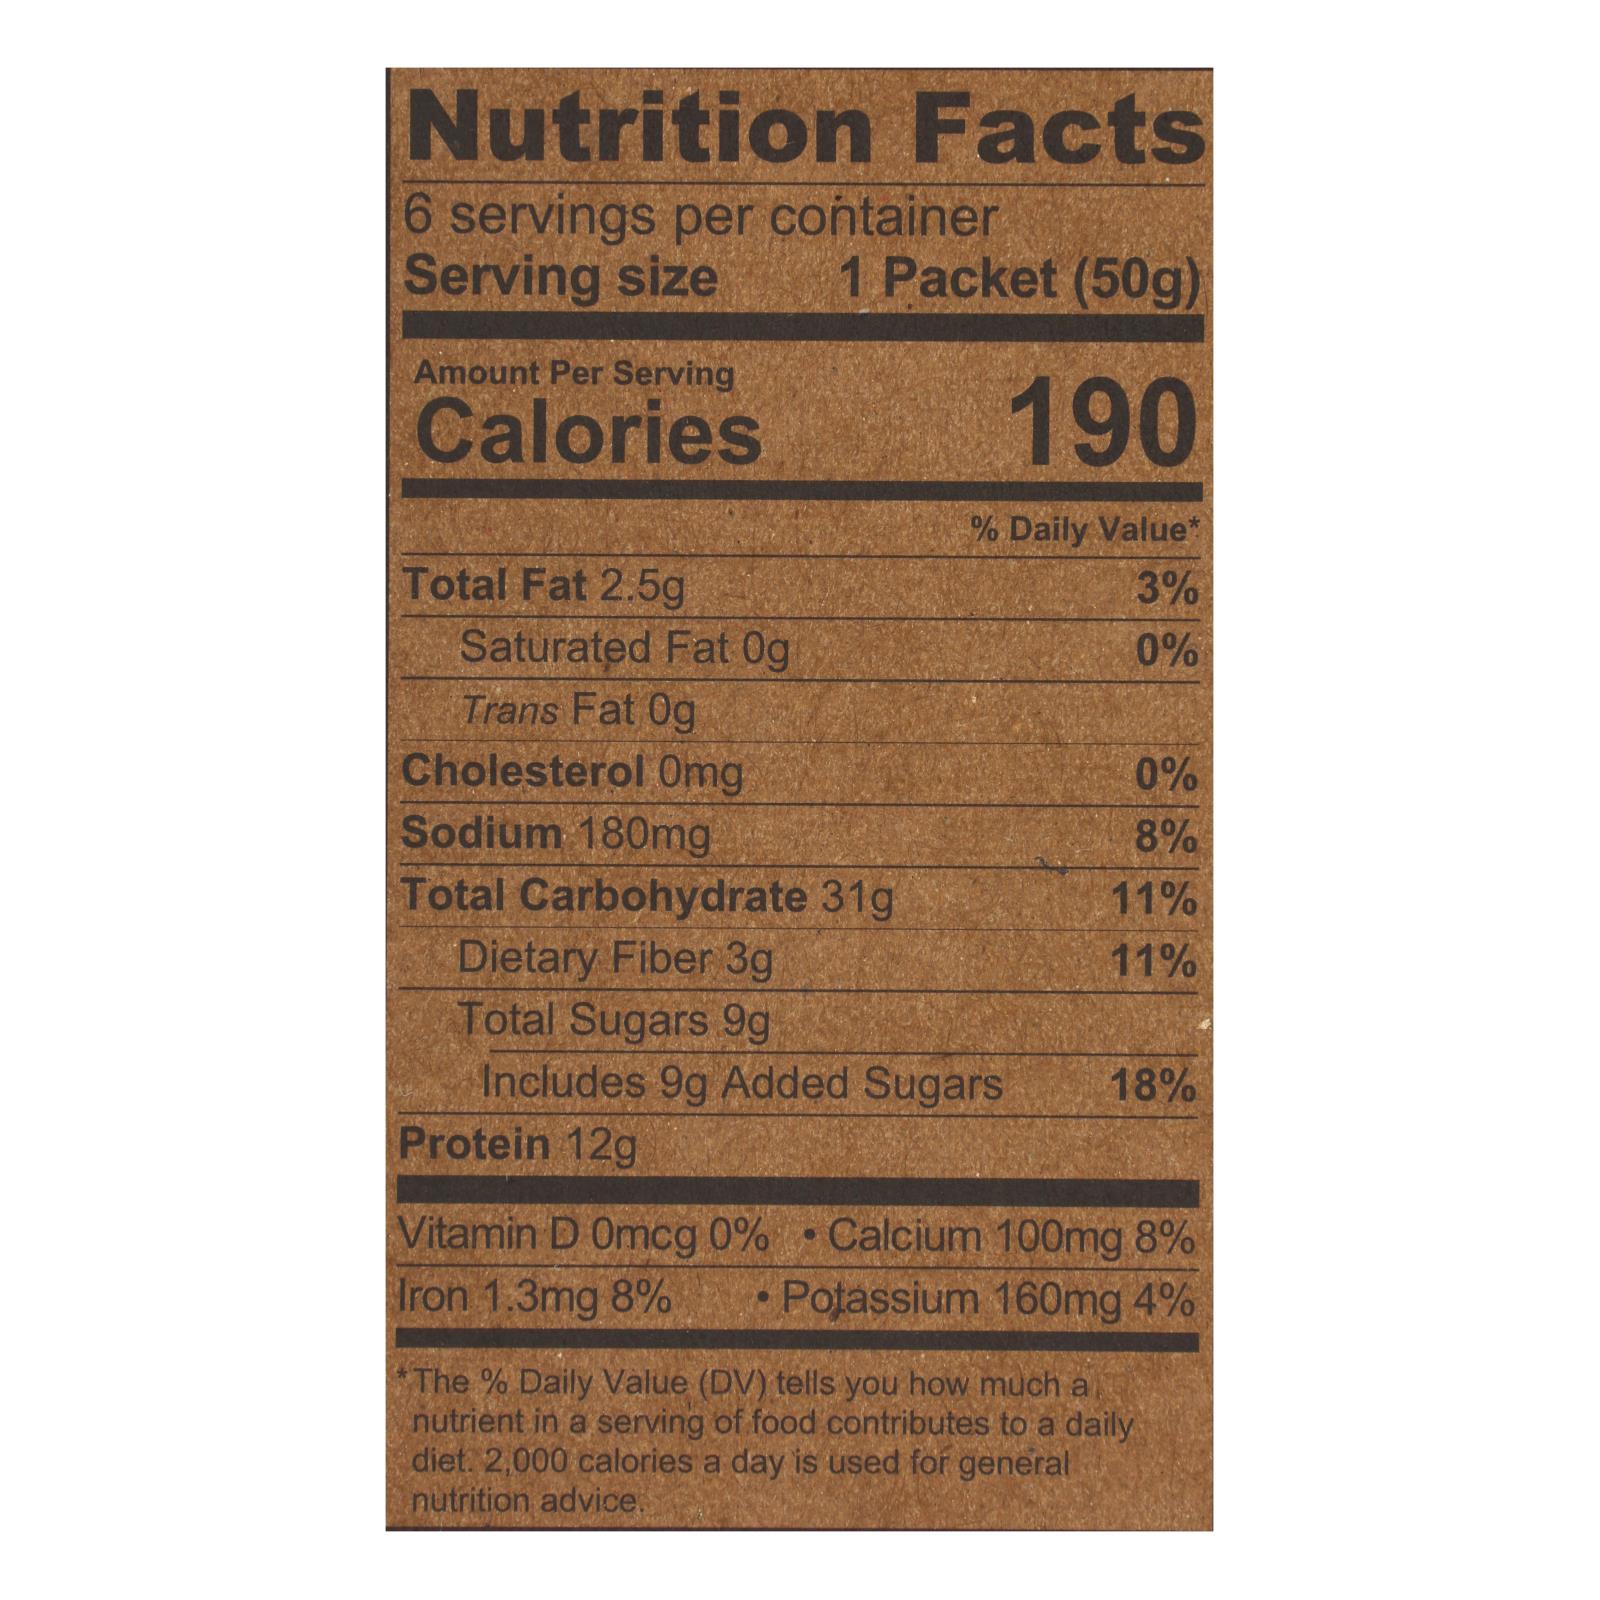 Nutrition Facts
6 servings per container
Serving size 1 Packet (50g)
Amount Per Serving
Calories 190
% Daily Value*
Total Fat 2.5g 3%
Saturated Fat 0g 0%
Trans Fat 0g
Cholesterol 0mg 0%
Sodium 180mg 8%
Total Carbohydrate 31g 11%
Dietary Fiber 3g 11%
Total Sugars 9g
Includes 9g Added Sugars 18%
Protein 12g
Vitamin D 0mcg 0% • Calcium 100mg 8%
Iron 1.3mg 8% • Potassium 160mg 4%
*The % Daily Value (DV) tells you how much a
nutrient in a serving of food contributes to a daily
diet. 2,000 calories a day is used for general
nutrition advice.